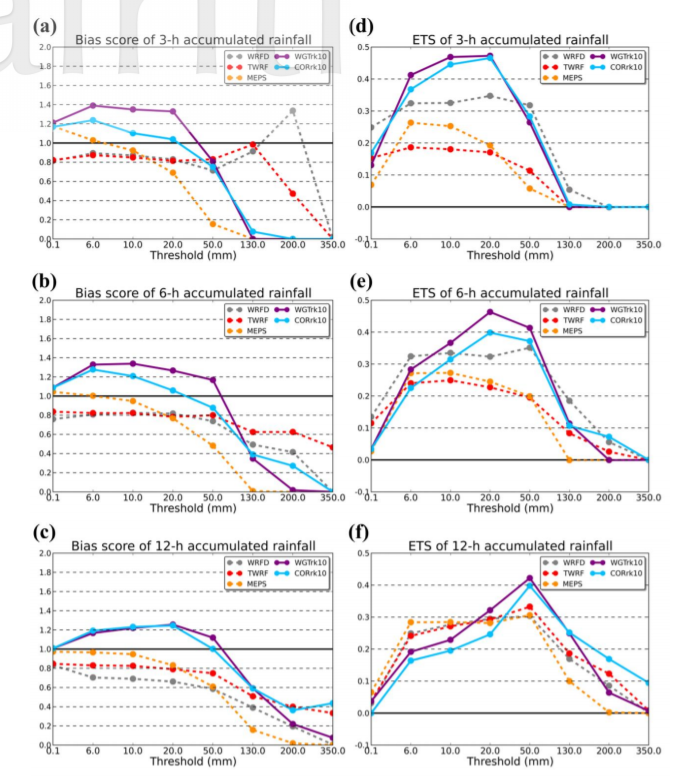 (a)
Bias score of 3-h accumulated rainfall
2.0
1.8
1.6
1.4
1.2
1.0
0.8
0.6
0.4
0.2
0.0
WRFD WGTrk10
TWRF CORrk10
MEPS
0.1 6.0 10.0 20.0 50.0 130.0 200.0 350.0
Threshold (mm)
(d)
ETS of 3-h accumulated rainfall
0.5
0.4
0.3
0.2
0.1
0.0
-0.1
WRFD WGTrk10
TWRF CORrk10
MEPS
0.1 6.0 10.0 20.0 50.0 130.0 200.0 350.0
Threshold (mm)
(b)
Bias score of 6-h accumulated rainfall
2.0
1.8
1.6
1.4
1.2
1.0
0.8
0.6
0.4
0.2
0.0
WRFD WGTrk10
TWRF CORrk10
MEPS
0.1 6.0 10.0 20.0 50.0 130.0 200.0 350.0
Threshold (mm)
(e)
ETS of 6-h accumulated rainfall
0.5
0.4
0.3
0.2
0.1
0.0
-0.1
WRFD WGTrk10
TWRF CORrk10
MEPS
0.1 6.0 10.0 20.0 50.0 130.0 200.0 350.0
Threshold (mm)
(c)
Bias score of 12-h accumulated rainfall
2.0
1.8
1.6
1.4
1.2
1.0
0.8
0.6
0.4
0.2
0.0
WRFD WGTrk10
TWRF CORrk10
MEPS
0.1 6.0 10.0 20.0 50.0 130.0 200.0 350.0
Threshold (mm)
(f)
ETS of 12-h accumulated rainfall
0.5
0.4
0.3
0.2
0.1
0.0
-0.1
WRFD WGTrk10
TWRF CORrk10
MEPS
0.1 6.0 10.0 20.0 50.0 130.0 200.0 350.0
Threshold (mm)